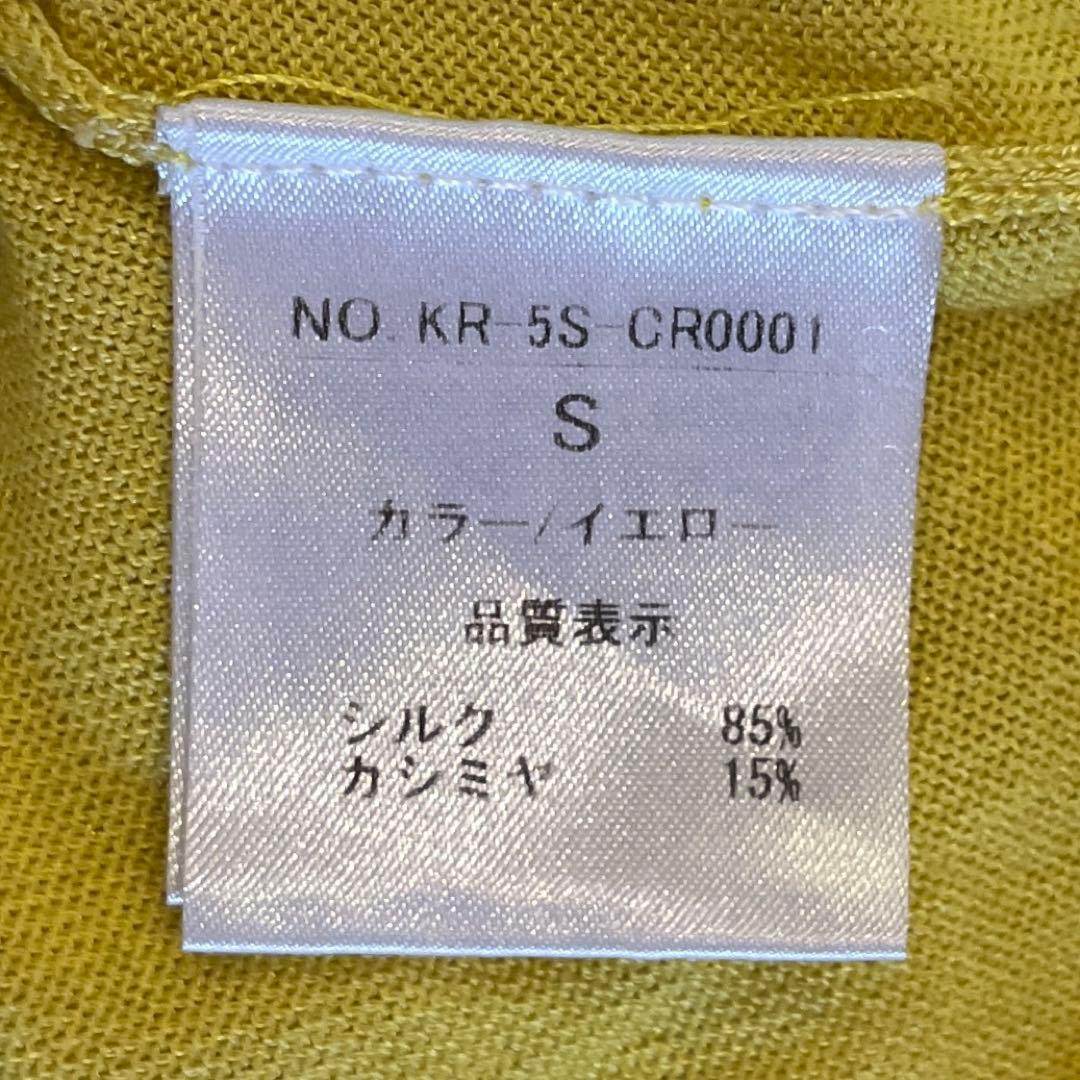 NO. KR-5S-CR0001
S
カラー/イエロー
品質表示
シルク 85%
カシミヤ 15%